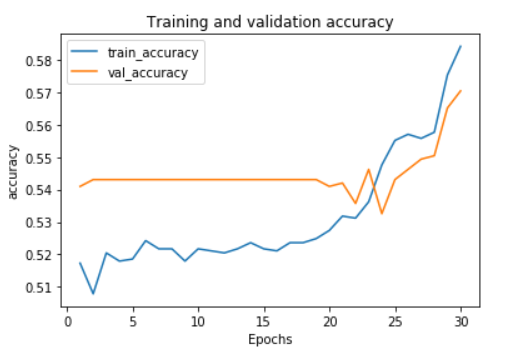 Training and validation accuracy
train_accuracy
val_accuracy
0.58
0.57
0.56
0.55
0.54
0.53
0.52
0.51
accuracy
0 5 10 15 20 25 30
Epochs